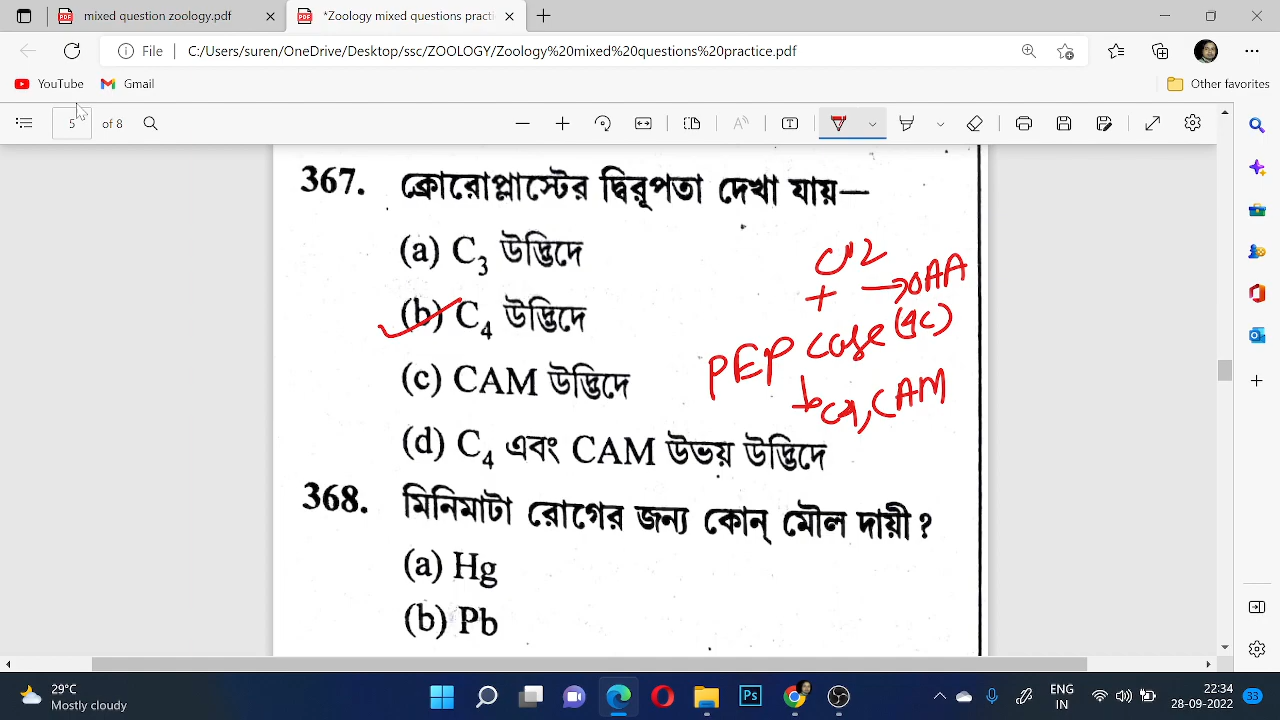 mixed question zoology.pdf
*Zoology mixed questions practice.pdf
File
C:/Users/suren/OneDrive/Desktop/ssc/ZOOLOGY/Zoology%20mixed%20questions%20practice.pdf
YouTube
Gmail
Other favorites
5 of 8
367. ক্লোরোপ্লাস্টের দ্বিরূপতা দেখা যায়—
(a) C3 উদ্ভিদে
(b) C4 উদ্ভিদে
(c) CAM উদ্ভিদে
(d) C4 এবং CAM উভয় উদ্ভিদে
+ → OAA
PEP case (4C)
C4, CAM
368. মিনিমাটা রোগের জন্য কোন্ মৌল দায়ী ?
(a) Hg
(b) Pb
29°C
Mostly cloudy
ENG
IN
22:34
28-09-2022
33